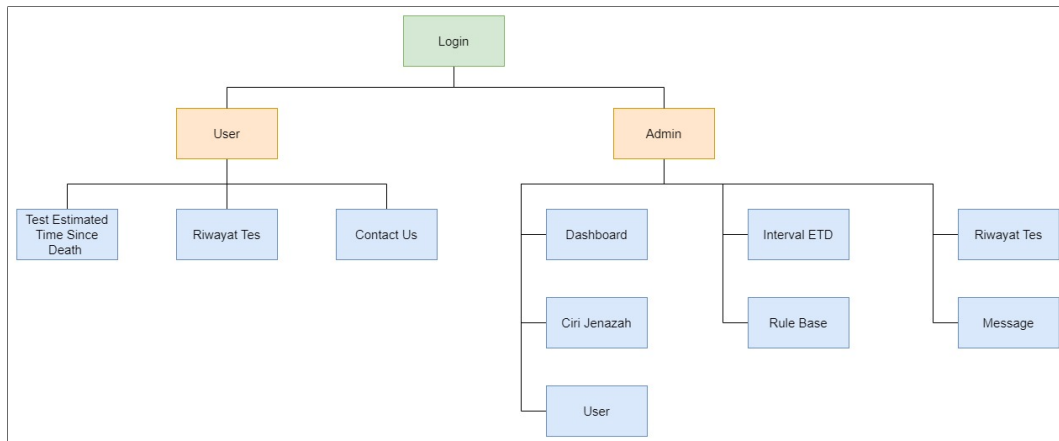 Login
User
Admin
Test Estimated
Time Since
Death
Riwayat Tes
Contact Us
Dashboard
Interval ETD
Riwayat Tes
Ciri Jenazah
Rule Base
Message
User